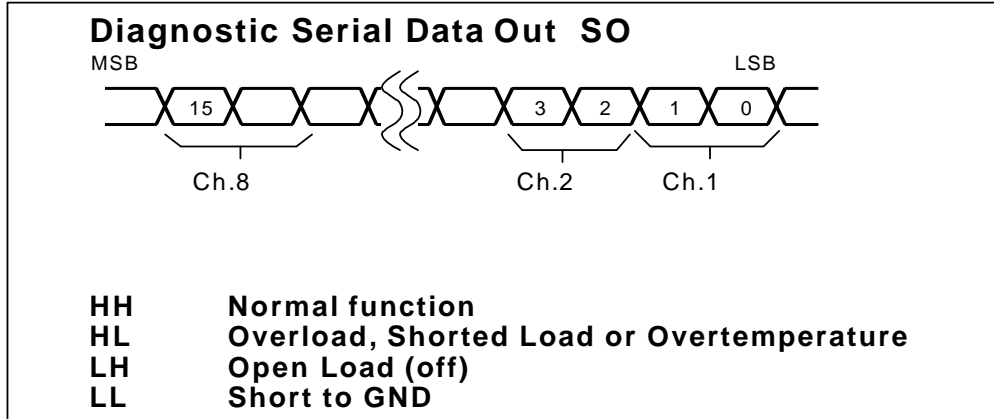 Diagnostic Serial Data Out SO
MSB LSB
15 3 2 1 0
Ch.8 Ch.2 Ch.1
HH Normal function
HL Overload, Shorted Load or Overtemperature
LH Open Load (off)
LL Short to GND